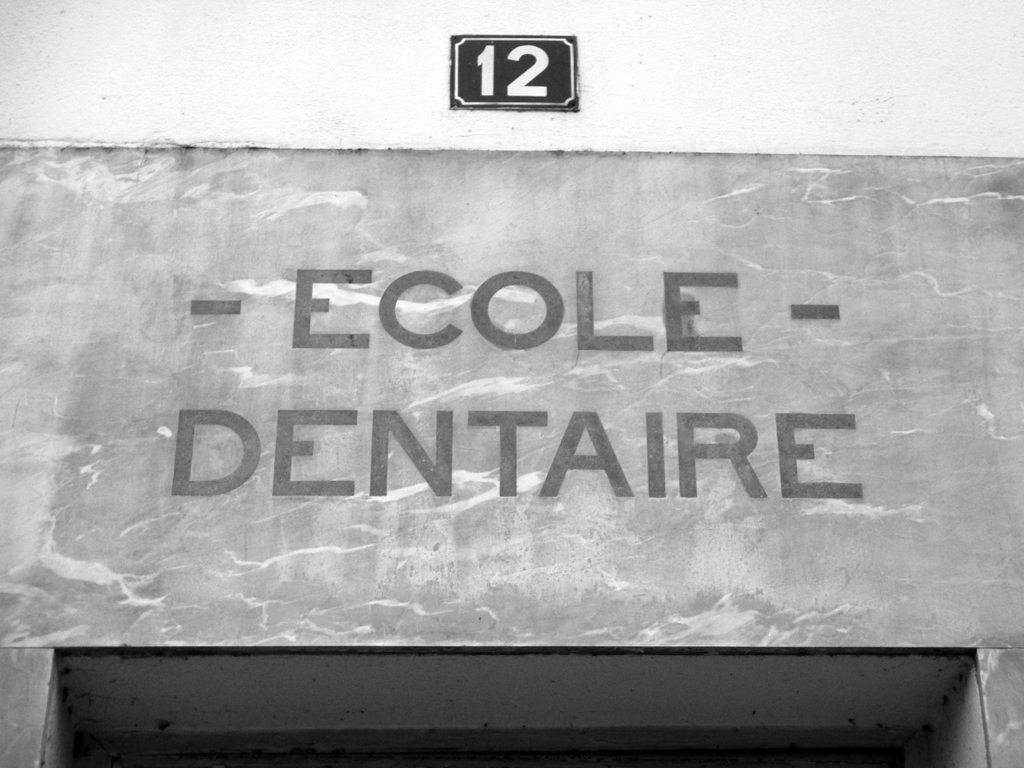 12
- ECOLE -
DENTAIRE